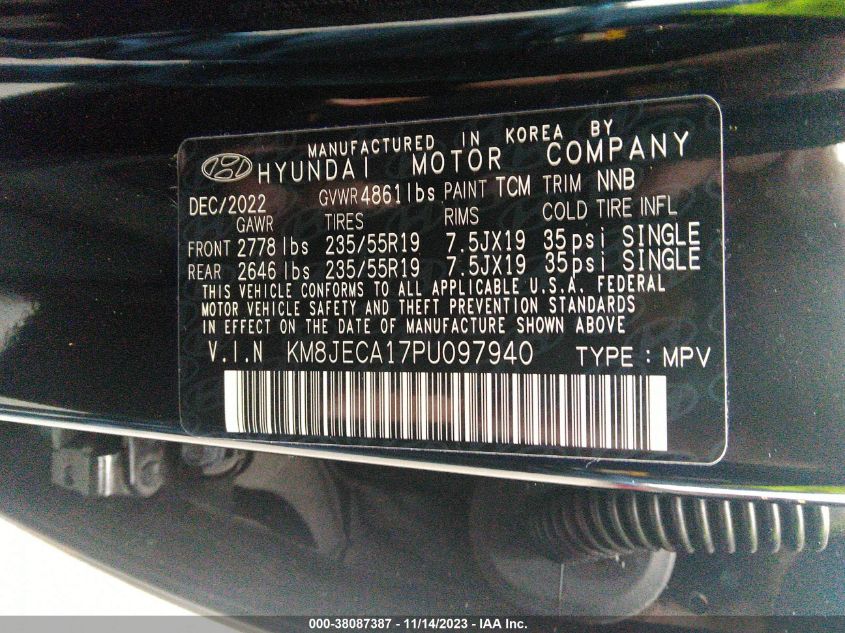 MANUFACTURED IN KOREA BY
HYUNDAI MOTOR COMPANY
DEC/2022 GVWR 4861 lbs PAINT TCM TRIM NNB
GAWR TIRES RIMS COLD TIRE INFL
FRONT 2778 lbs 235/55R19 7.5JX19 35psi SINGLE
REAR 2646 lbs 235/55R19 7.5JX19 35psi SINGLE
THIS VEHICLE CONFORMS TO ALL APPLICABLE U.S.A. FEDERAL
MOTOR VEHICLE SAFETY AND THEFT PREVENTION STANDARDS
IN EFFECT ON THE DATE OF MANUFACTURE SHOWN ABOVE
V.I.N KM8JECA17PU097940 TYPE : MPV
000-38087387 - 11/14/2023 - IAA Inc.